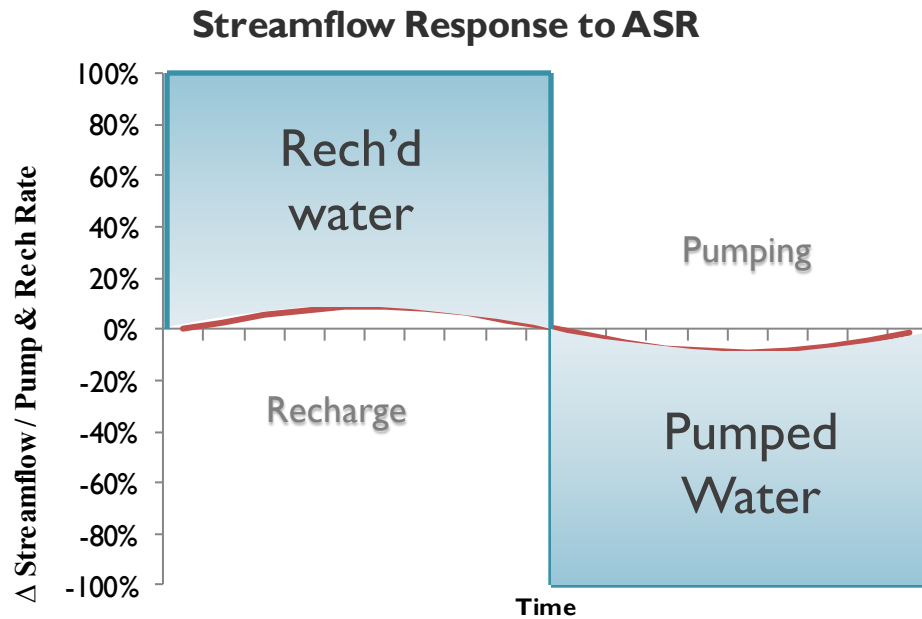 Streamflow Response to ASR
Δ Streamflow / Pump & Rech Rate
100%
80%
60%
40%
20%
0%
-20%
-40%
-60%
-80%
-100%
Rech'd
water
Pumping
Recharge
Pumped
Water
Time